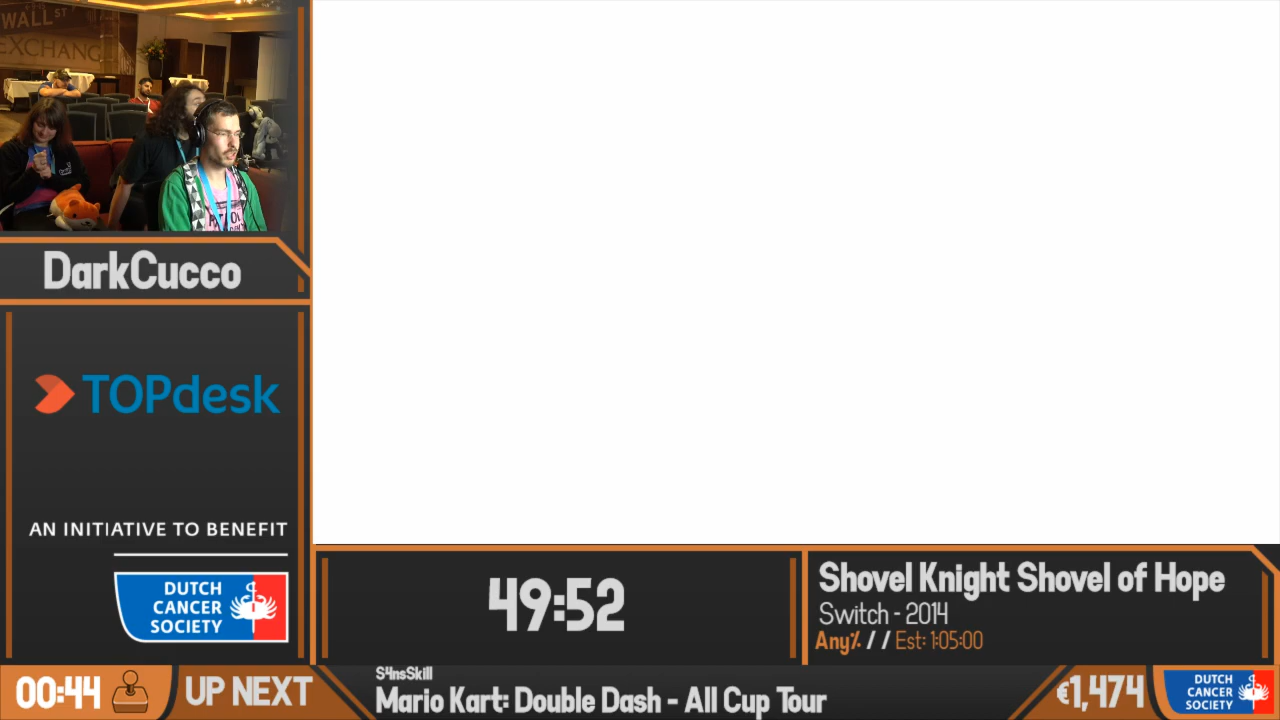 WALL ST
EXCHANGE
DarkCucco
TOPdesk
AN INITIATIVE TO BENEFIT
DUTCH
CANCER
SOCIETY
49:52
Shovel Knight Shovel of Hope
Switch - 2014
Any% / / Est: 1:05:00
00:44
UP NEXT
S4nsSkill
Mario Kart: Double Dash - All Cup Tour
€1,474
DUTCH
CANCER
SOCIETY